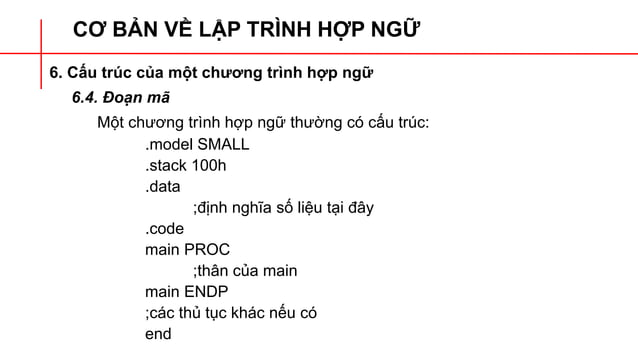 CƠ BẢN VỀ LẬP TRÌNH HỢP NGỮ
6. Cấu trúc của một chương trình hợp ngữ
6.4. Đoạn mã
Một chương trình hợp ngữ thường có cấu trúc:
.model SMALL
.stack 100h
.data
;định nghĩa số liệu tại đây
.code
main PROC
;thân của main
main ENDP
;các thủ tục khác nếu có
end